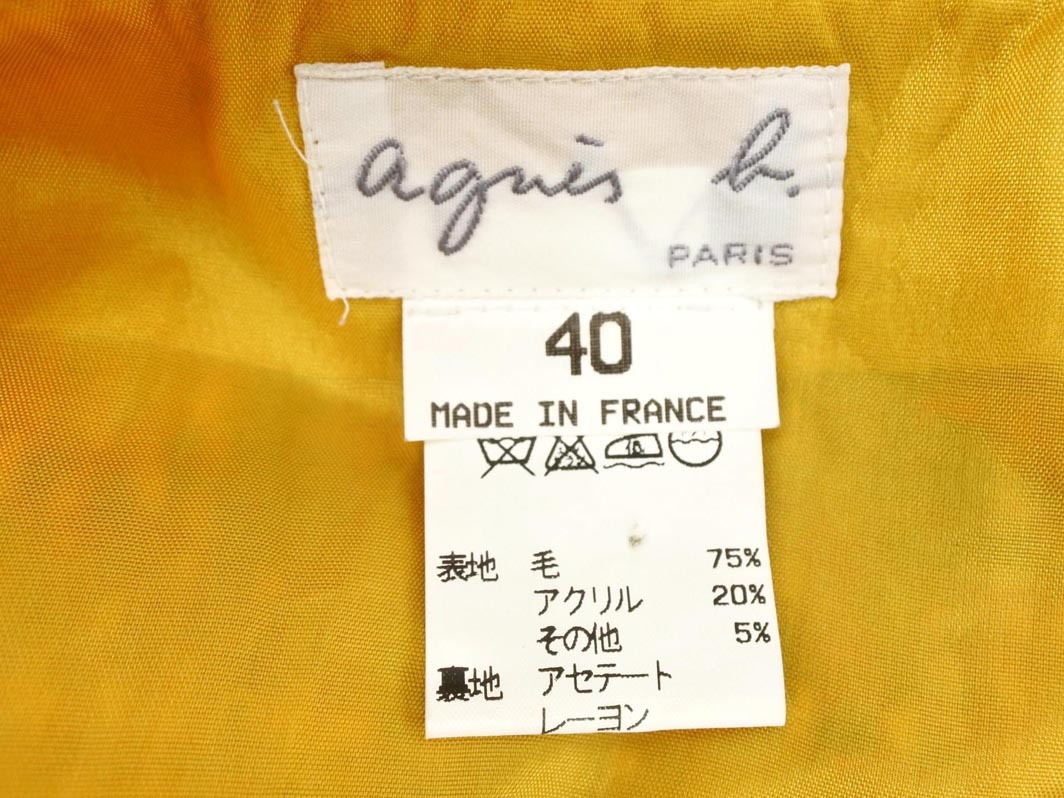 agnès b.
PARIS
40
MADE IN FRANCE
表地 毛 75%
アクリル 20%
その他 5%
裏地 アセテート
レーヨン